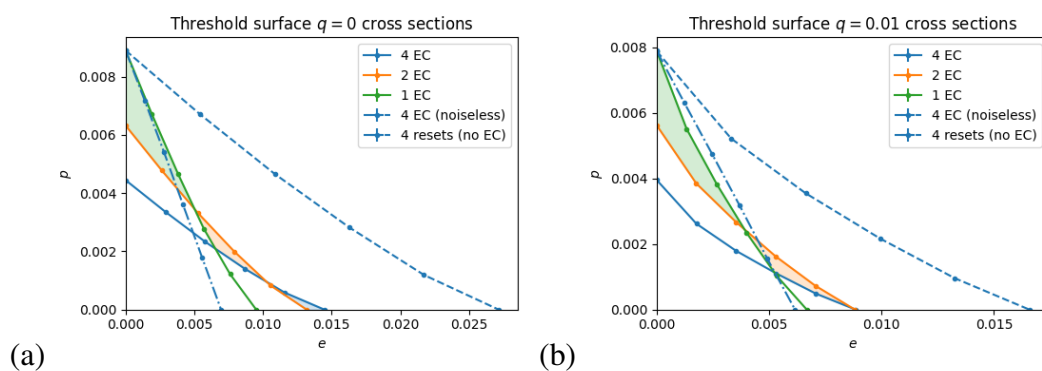 Threshold surface q = 0 cross sections
4 EC
2 EC
1 EC
4 EC (noiseless)
4 resets (no EC)
0.008
0.006
0.004
0.002
0.000
p
0.000 0.005 0.010 0.015 0.020 0.025
e
(a)
Threshold surface q = 0.01 cross sections
4 EC
2 EC
1 EC
4 EC (noiseless)
4 resets (no EC)
0.008
0.006
0.004
0.002
0.000
p
0.000 0.005 0.010 0.015
e
(b)